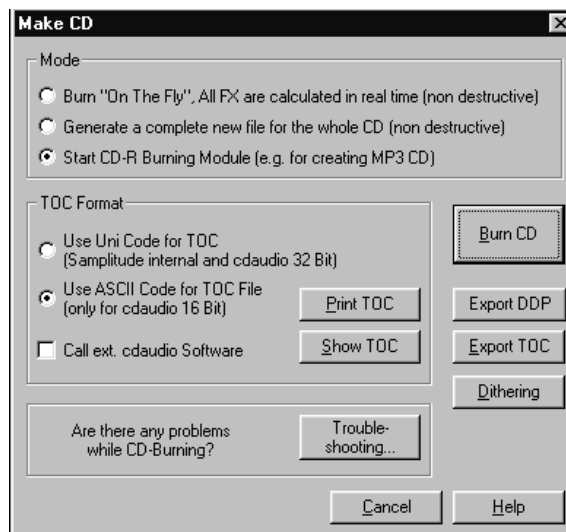 Make CD
Mode
Burn "On The Fly", All FX are calculated in real time (non destructive)
Generate a complete new file for the whole CD (non destructive)
Start CD-R Burning Module (e.g. for creating MP3 CD)
TOC Format
Use Uni Code for TOC
(Samplitude internal and cdaudio 32 Bit)
Use ASCII Code for TOC File
(only for cdaudio 16 Bit)
Print TOC
Call ext. cdaudio Software
Show TOC
Burn CD
Export DDP
Export TOC
Dithering
Are there any problems
while CD-Burning?
Trouble-
shooting...
Cancel
Help